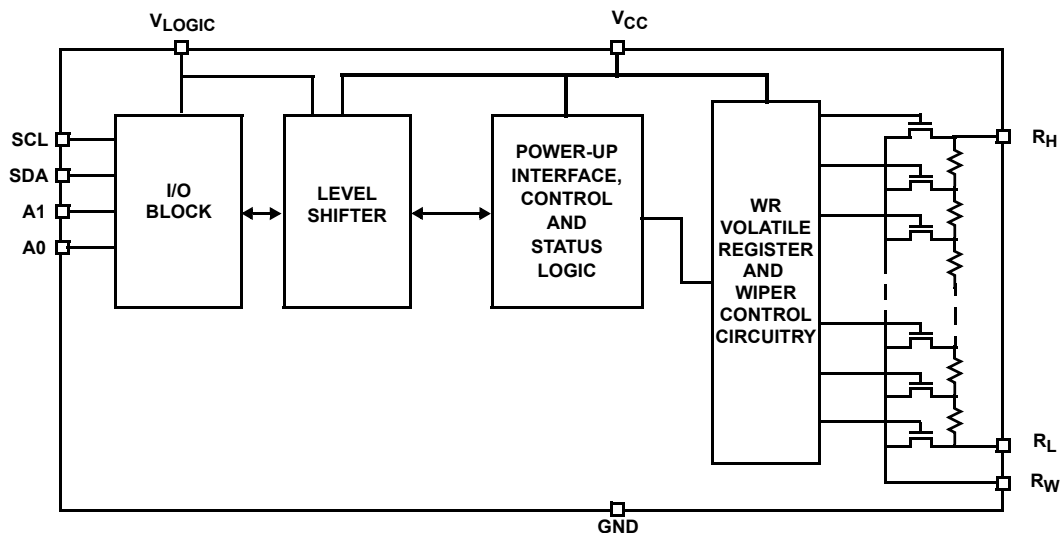 VLOGIC
VCC
SCL
SDA
A1
A0
I/O
BLOCK
LEVEL
SHIFTER
POWER-UP
INTERFACE,
CONTROL
AND
STATUS
LOGIC
WR
VOLATILE
REGISTER
AND
WIPER
CONTROL
CIRCUITRY
RH
RL
RW
GND